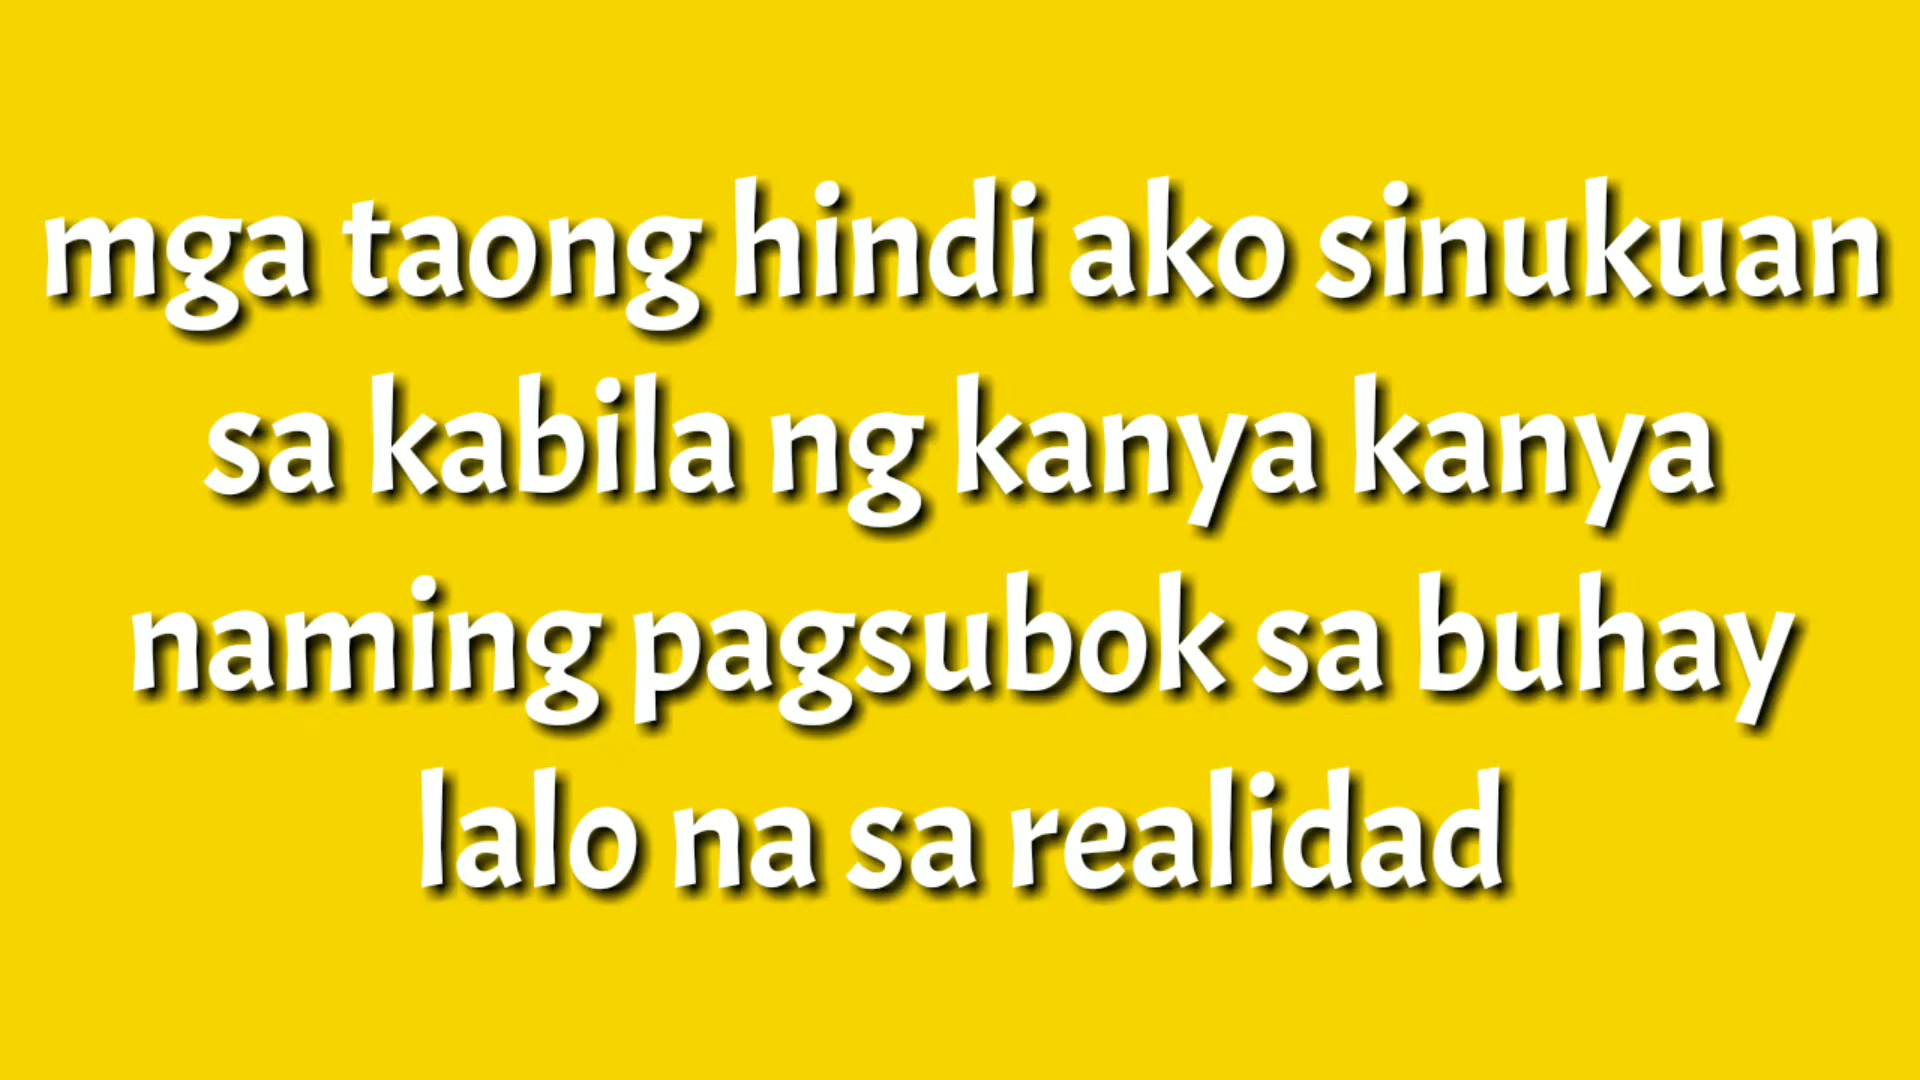 mga taong hindi ako sinukuan
sa kabila ng kanya kanya
naming pagsubok sa buhay
lalo na sa realidad